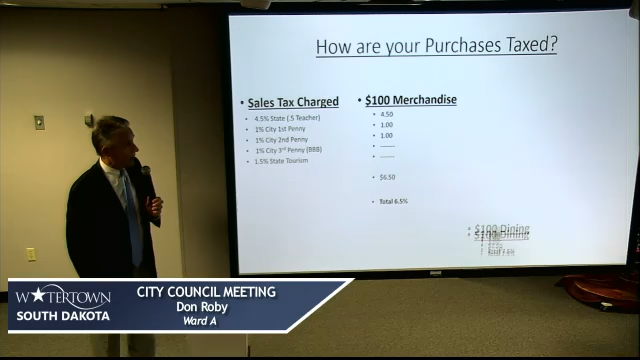 How are your Purchases Taxed?
• Sales Tax Charged
• 4.5% State (.5 Teacher)
• 1% City 1st Penny
• 1% City 2nd Penny
• 1% City 3rd Penny (BBB)
• 1.5% State Tourism
• $100 Merchandise
• 4.50
• 1.00
• 1.00
• $6.50
• Total 6.5%
• $100 Dining
WATERTOWN
SOUTH DAKOTA
CITY COUNCIL MEETING
Don Roby
Ward A